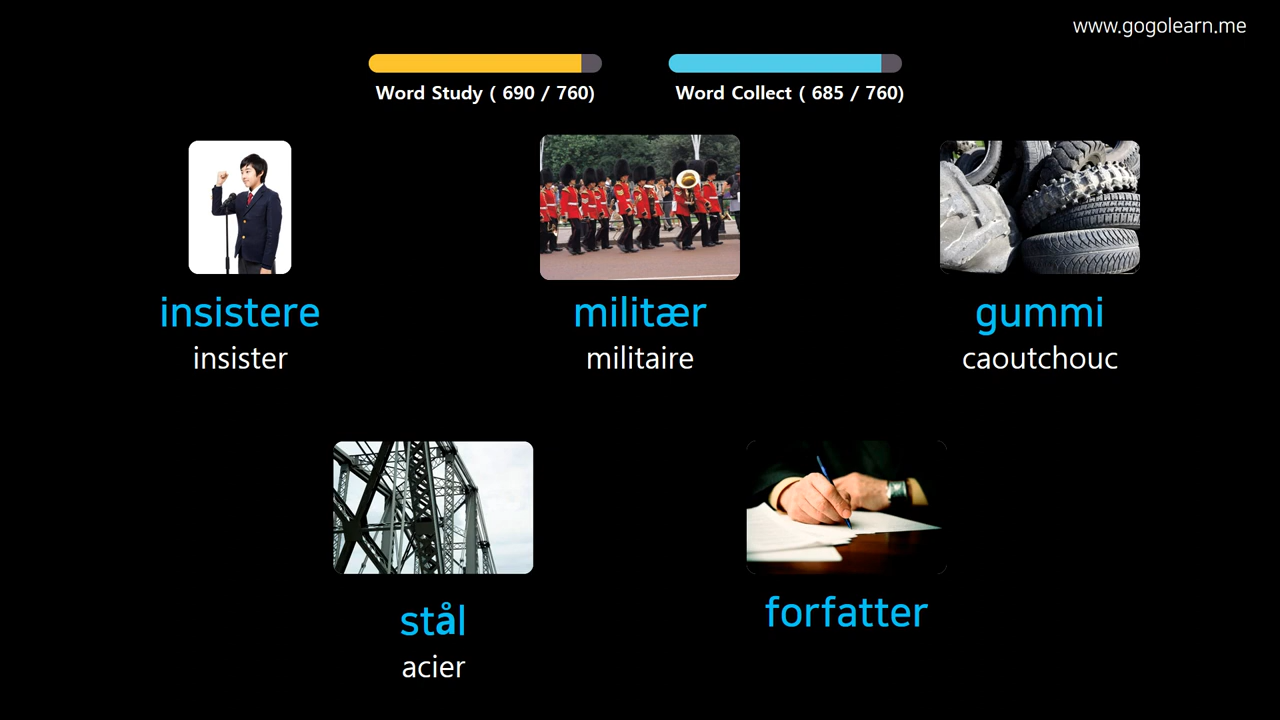 www.gogolearn.me
Word Study ( 690 / 760)
Word Collect ( 685 / 760)
insistere
insister
militær
militaire
gummi
caoutchouc
stål
acier
forfatter